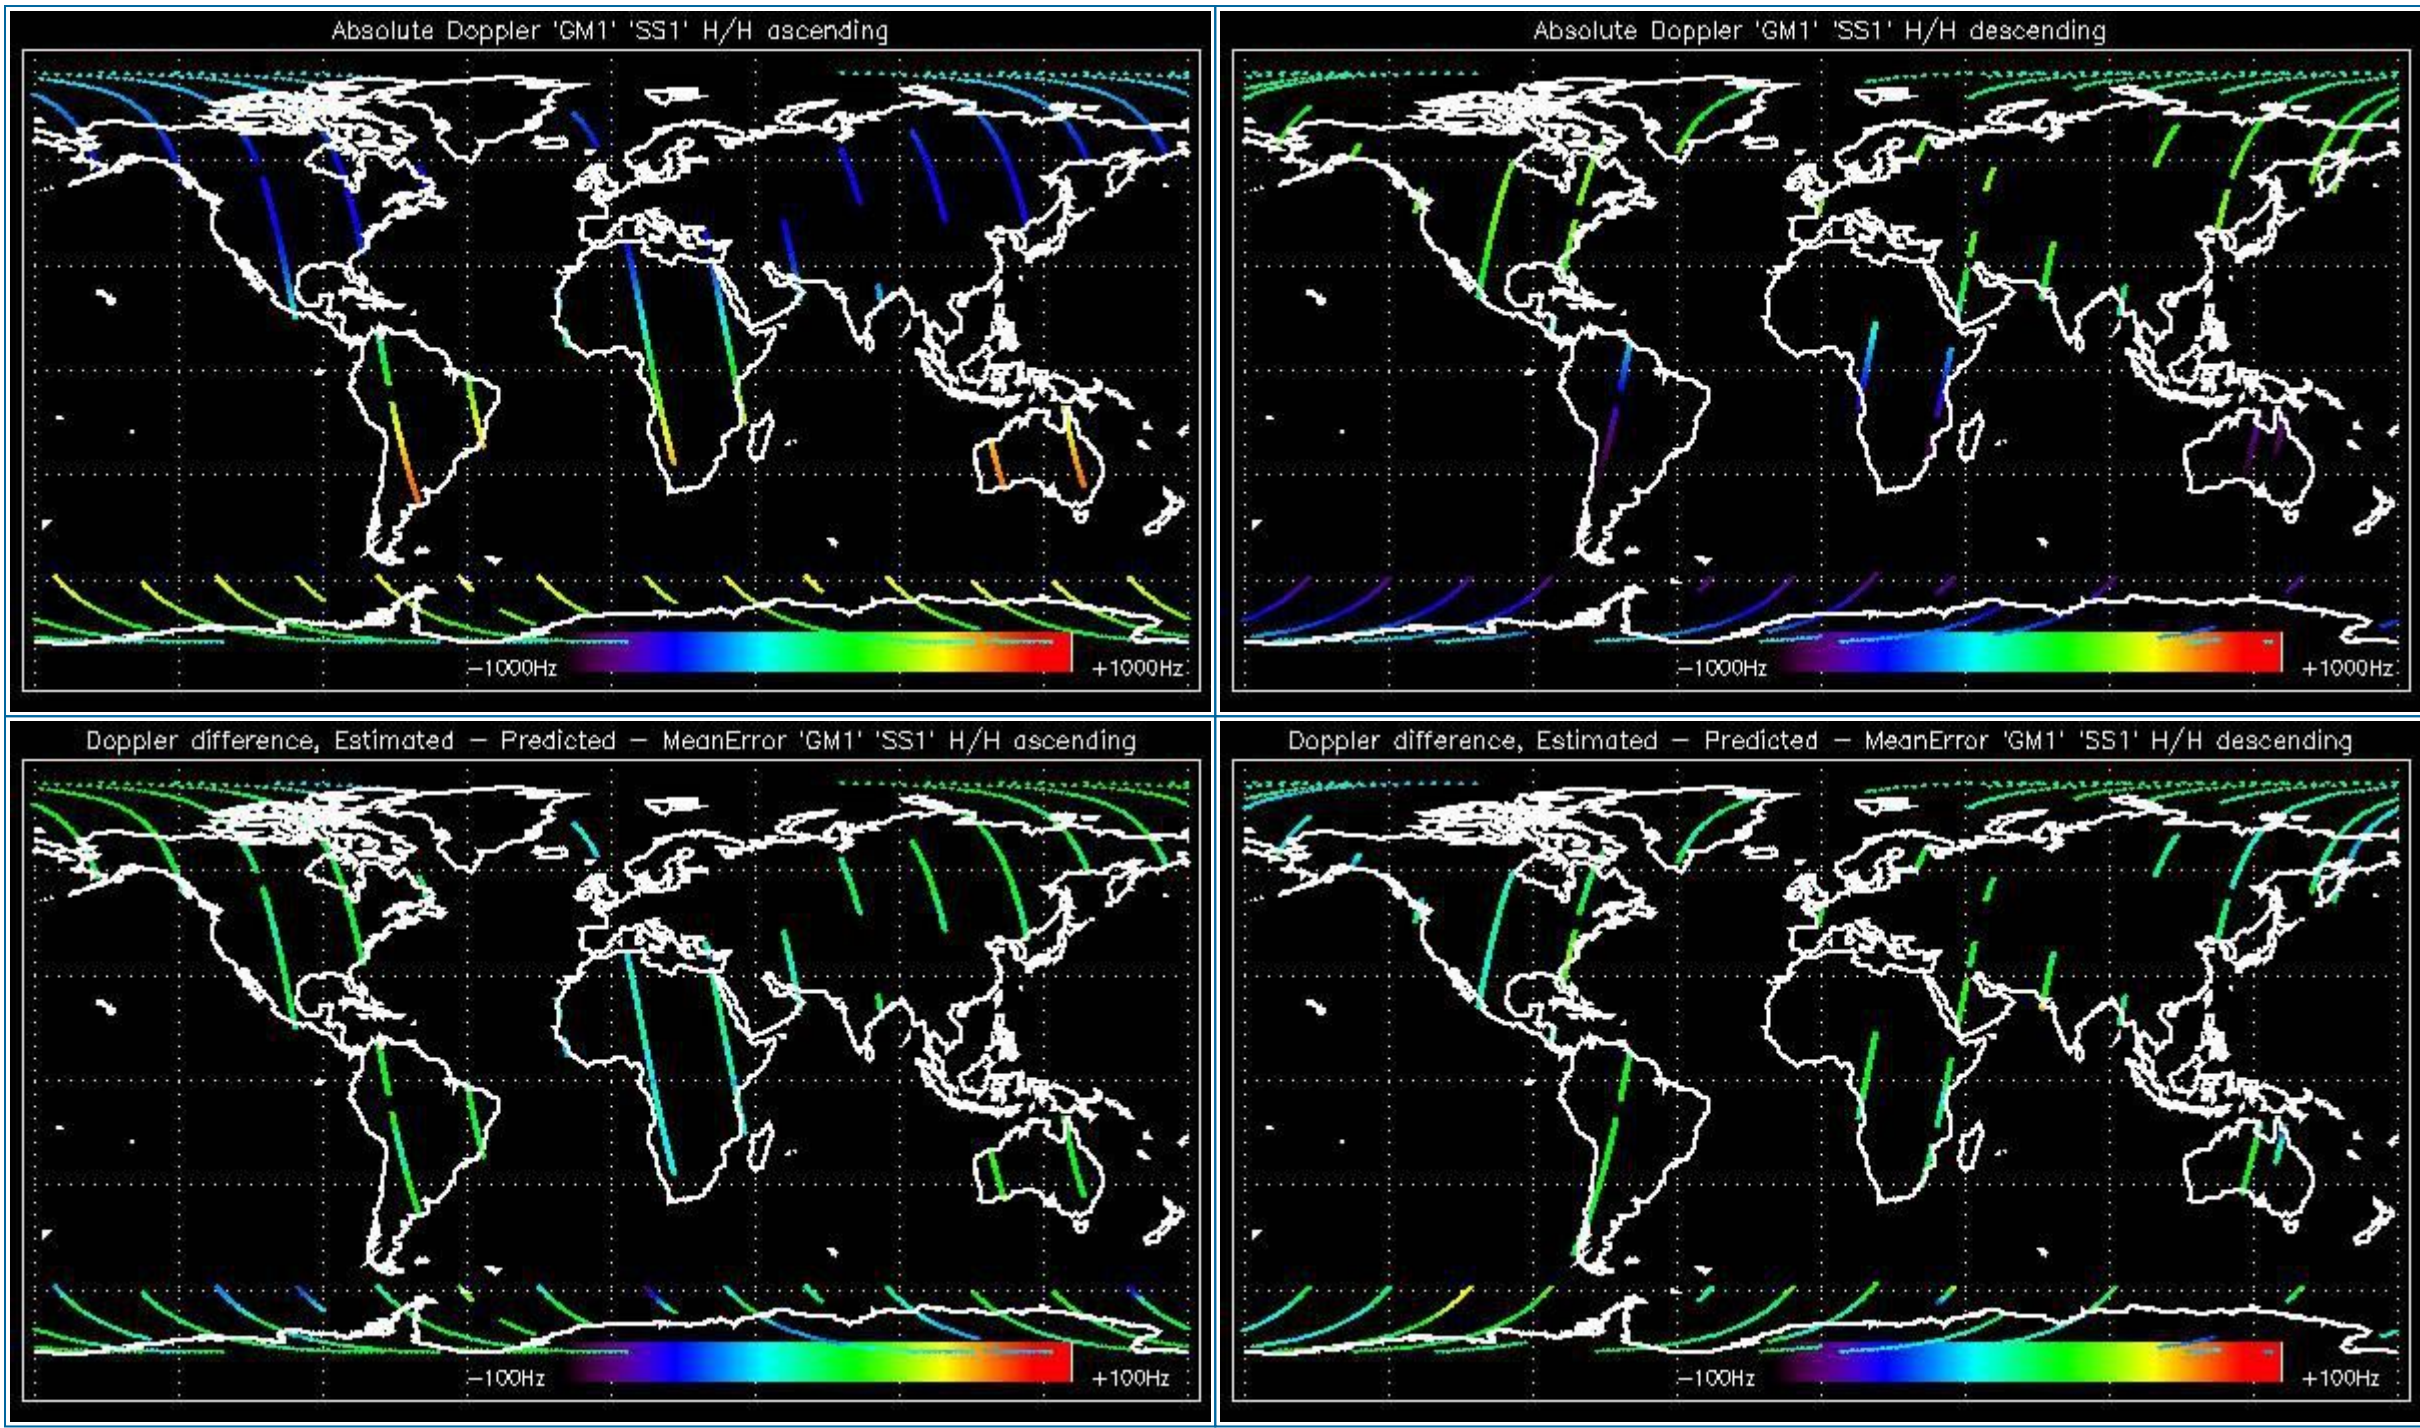 Absolute Doppler 'GM1' 'SS1' H/H ascending
-1000Hz +1000Hz
Absolute Doppler 'GM1' 'SS1' H/H descending
-1000Hz +1000Hz
Doppler difference, Estimated - Predicted - MeanError 'GM1' 'SS1' H/H ascending
-100Hz +100Hz
Doppler difference, Estimated - Predicted - MeanError 'GM1' 'SS1' H/H descending
-100Hz +100Hz